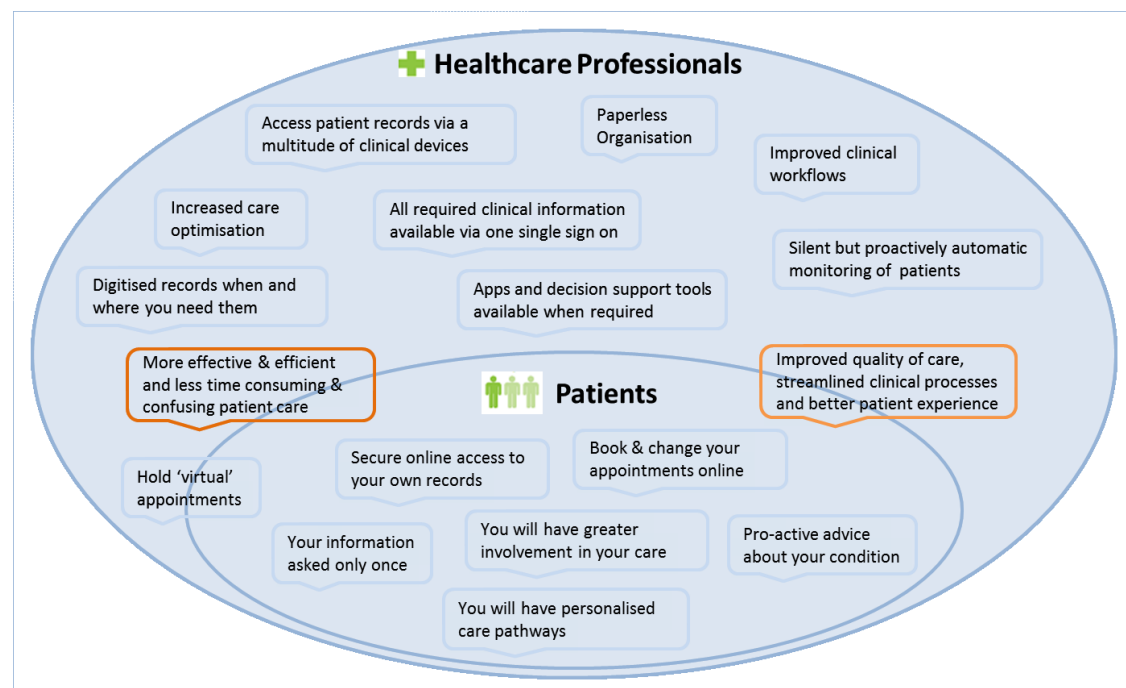 Healthcare Professionals
Access patient records via a
multitude of clinical devices
Paperless
Organisation
Improved clinical
workflows
Increased care
optimisation
All required clinical information
available via one single sign on
Silent but proactively automatic
monitoring of patients
Digitised records when and
where you need them
Apps and decision support tools
available when required
More effective & efficient
and less time consuming &
confusing patient care
Improved quality of care,
streamlined clinical processes
and better patient experience
Patients
Hold ‘virtual’
appointments
Secure online access to
your own records
Book & change your
appointments online
Your information
asked only once
You will have greater
involvement in your care
Pro-active advice
about your condition
You will have personalised
care pathways